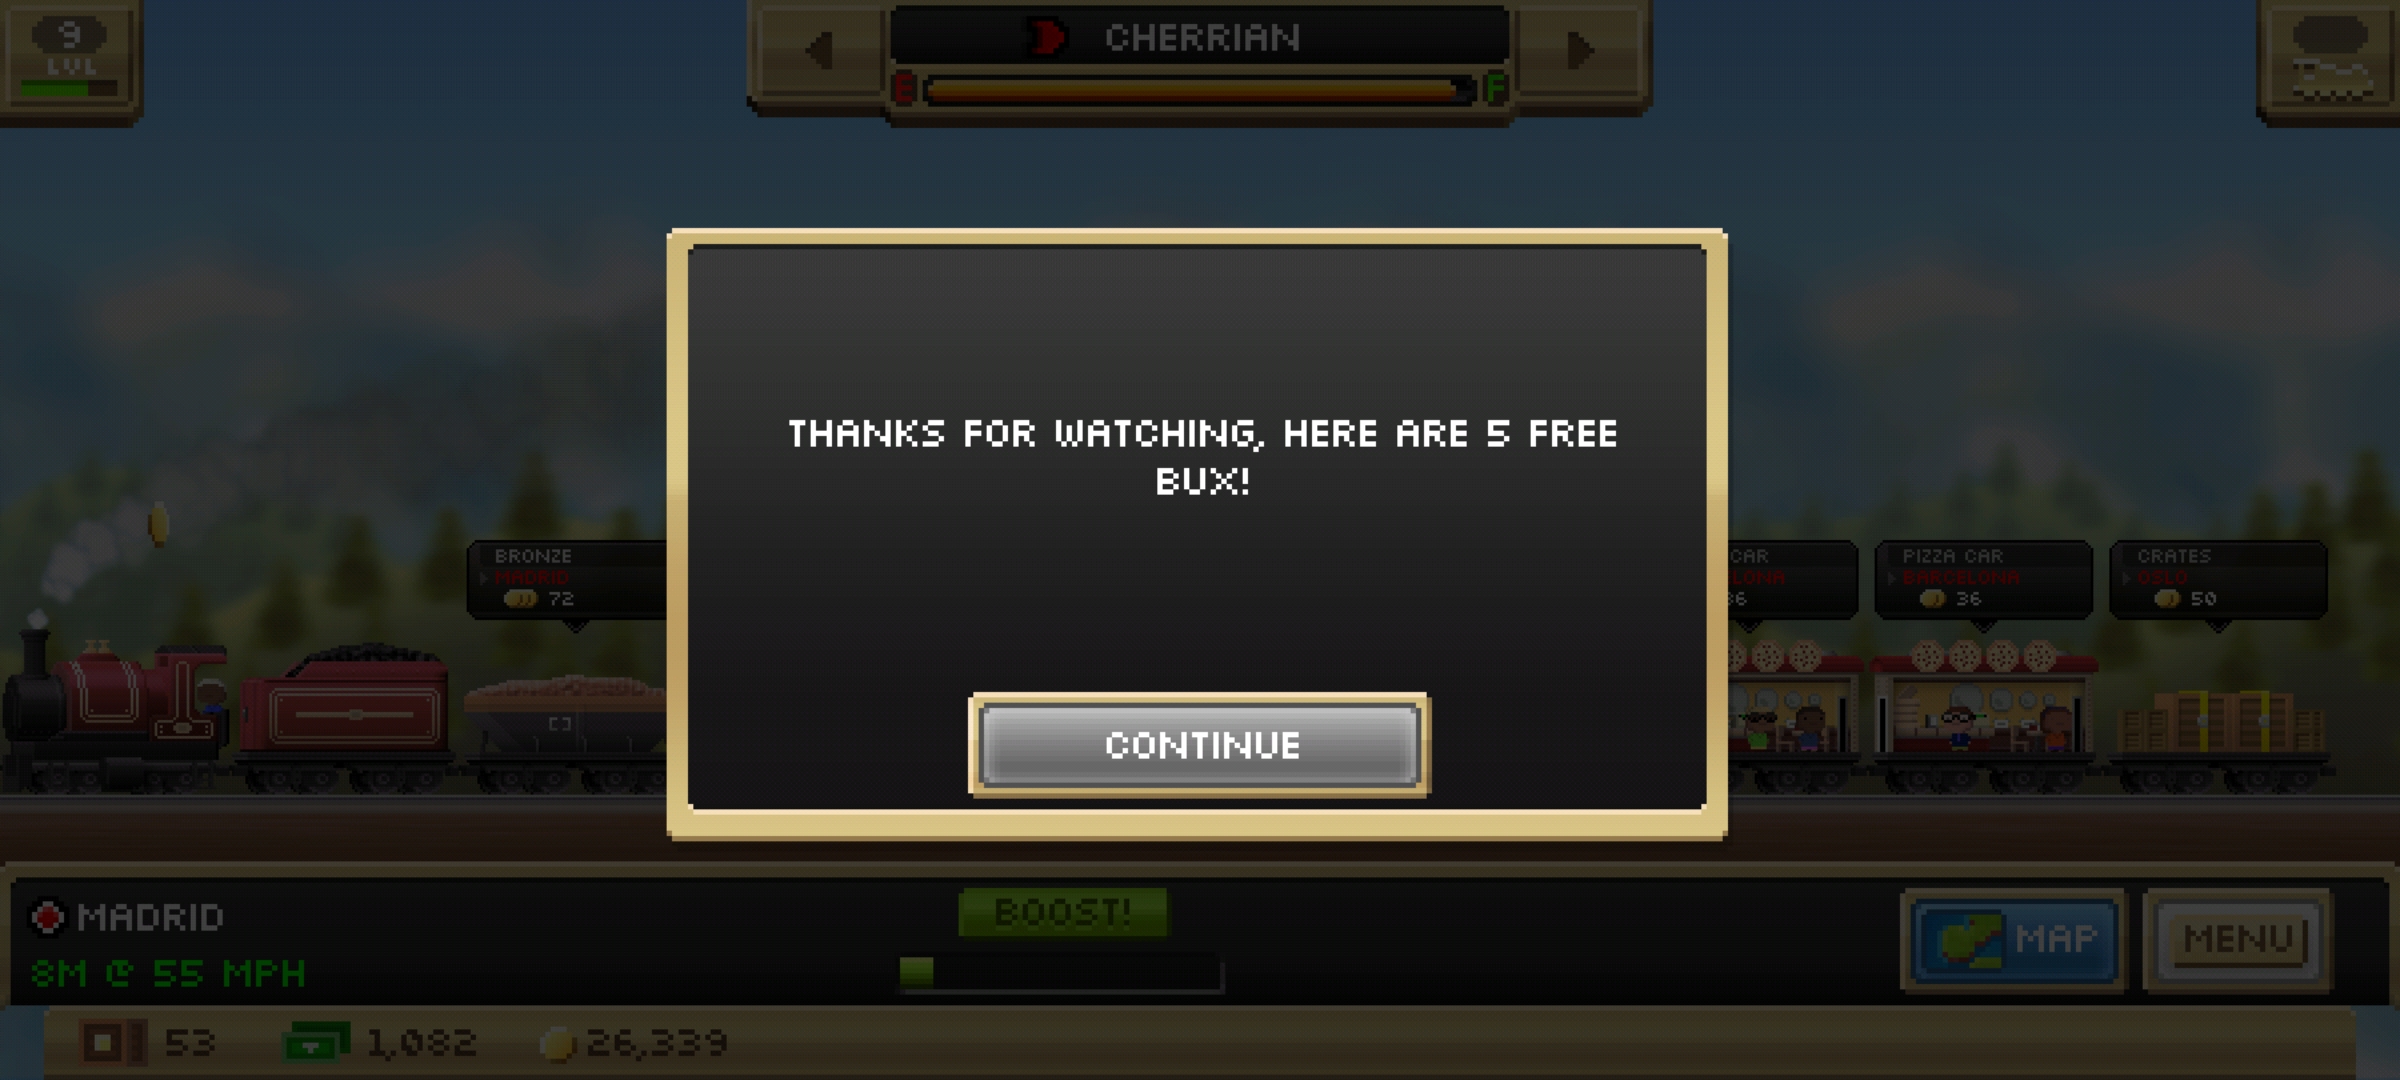 9
LVL
CHERRIAN
E
F
THANKS FOR WATCHING, HERE ARE 5 FREE
BUX!
CONTINUE
BRONZE
MADRID
72
CAR
LONA
36
PIZZA CAR
BARCELONA
36
CRATES
OSLO
50
MADRID
8M @ 55 MPH
BOOST!
MAP
MENU
53
1,082
26,339